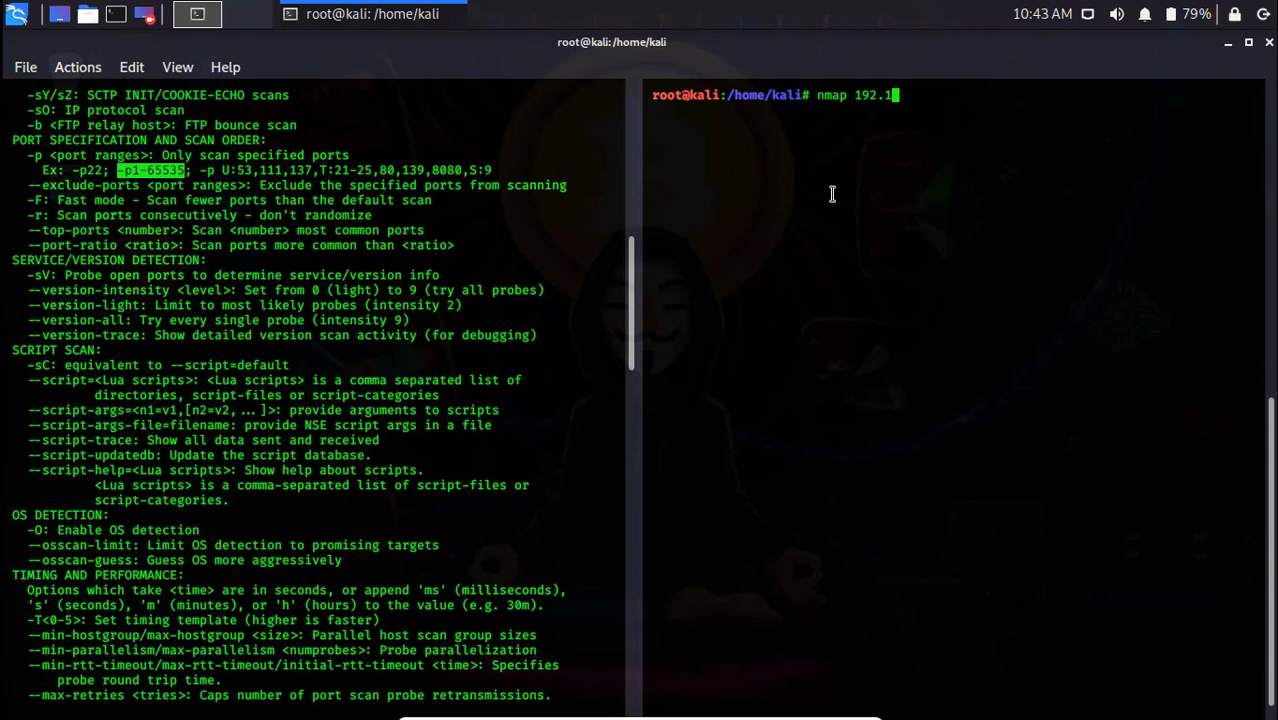 root@kali: /home/kali
10:43 AM
79%
root@kali: /home/kali
File Actions Edit View Help
-sY/sZ: SCTP INIT/COOKIE-ECHO scans
-sO: IP protocol scan
-b <FTP relay host>: FTP bounce scan
PORT SPECIFICATION AND SCAN ORDER:
-p <port ranges>: Only scan specified ports
Ex: -p22; -p1-65535; -p U:53,111,137,T:21-25,80,139,8080,S:9
--exclude-ports <port ranges>: Exclude the specified ports from scanning
-F: Fast mode - Scan fewer ports than the default scan
-r: Scan ports consecutively - don't randomize
--top-ports <number>: Scan <number> most common ports
--port-ratio <ratio>: Scan ports more common than <ratio>
SERVICE/VERSION DETECTION:
-sV: Probe open ports to determine service/version info
--version-intensity <level>: Set from 0 (light) to 9 (try all probes)
--version-light: Limit to most likely probes (intensity 2)
--version-all: Try every single probe (intensity 9)
--version-trace: Show detailed version scan activity (for debugging)
SCRIPT SCAN:
-sC: equivalent to --script=default
--script=<Lua scripts>: <Lua scripts> is a comma separated list of
directories, script-files or script-categories
--script-args=<n1=v1,[n2=v2,...]>: provide arguments to scripts
--script-args-file=filename: provide NSE script args in a file
--script-trace: Show all data sent and received
--script-updatedb: Update the script database.
--script-help=<Lua scripts>: Show help about scripts.
<Lua scripts> is a comma-separated list of script-files or
script-categories.
OS DETECTION:
-O: Enable OS detection
--osscan-limit: Limit OS detection to promising targets
--osscan-guess: Guess OS more aggressively
TIMING AND PERFORMANCE:
Options which take <time> are in seconds, or append 'ms' (milliseconds),
's' (seconds), 'm' (minutes), or 'h' (hours) to the value (e.g. 30m).
-T<0-5>: Set timing template (higher is faster)
--min-hostgroup/max-hostgroup <size>: Parallel host scan group sizes
--min-parallelism/max-parallelism <numprobes>: Probe parallelization
--min-rtt-timeout/max-rtt-timeout/initial-rtt-timeout <time>: Specifies
probe round trip time.
--max-retries <tries>: Caps number of port scan probe retransmissions.
root@kali:/home/kali# nmap 192.1